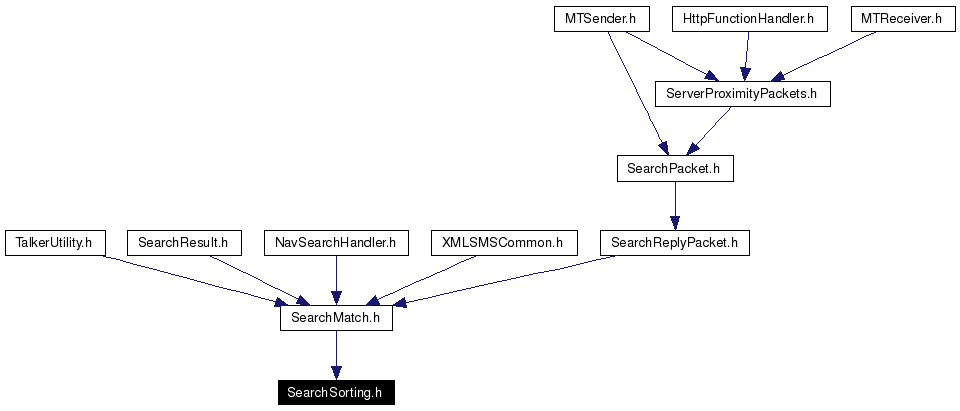 MTSender.h
HttpFunctionHandler.h
MTReceiver.h
ServerProximityPackets.h
SearchPacket.h
TalkerUtility.h
SearchResult.h
NavSearchHandler.h
XMLSMSCommon.h
SearchReplyPacket.h
SearchMatch.h
SearchSorting.h